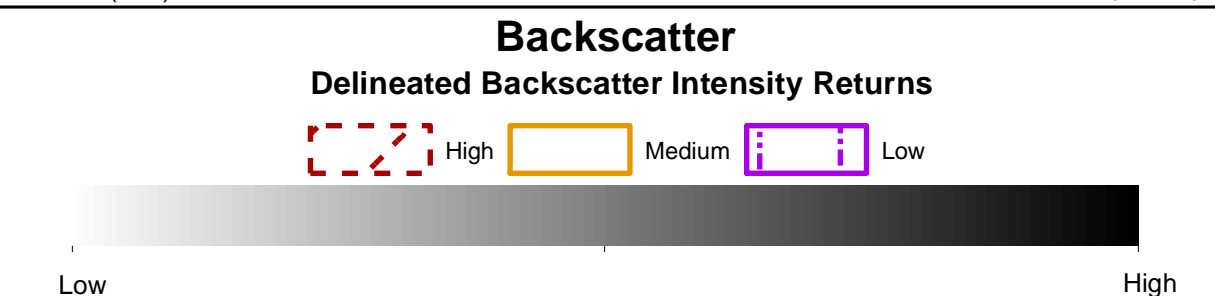 Backscatter
Delineated Backscatter Intensity Returns
High Medium Low
Low High